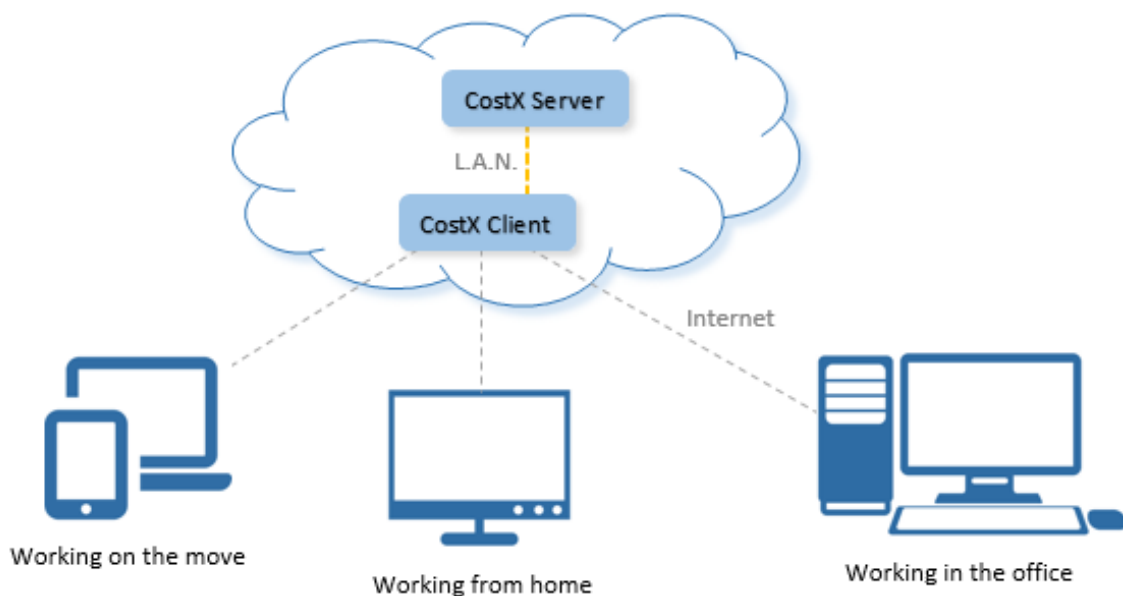 CostX Server
L.A.N.
CostX Client
Internet
Working on the move
Working from home
Working in the office